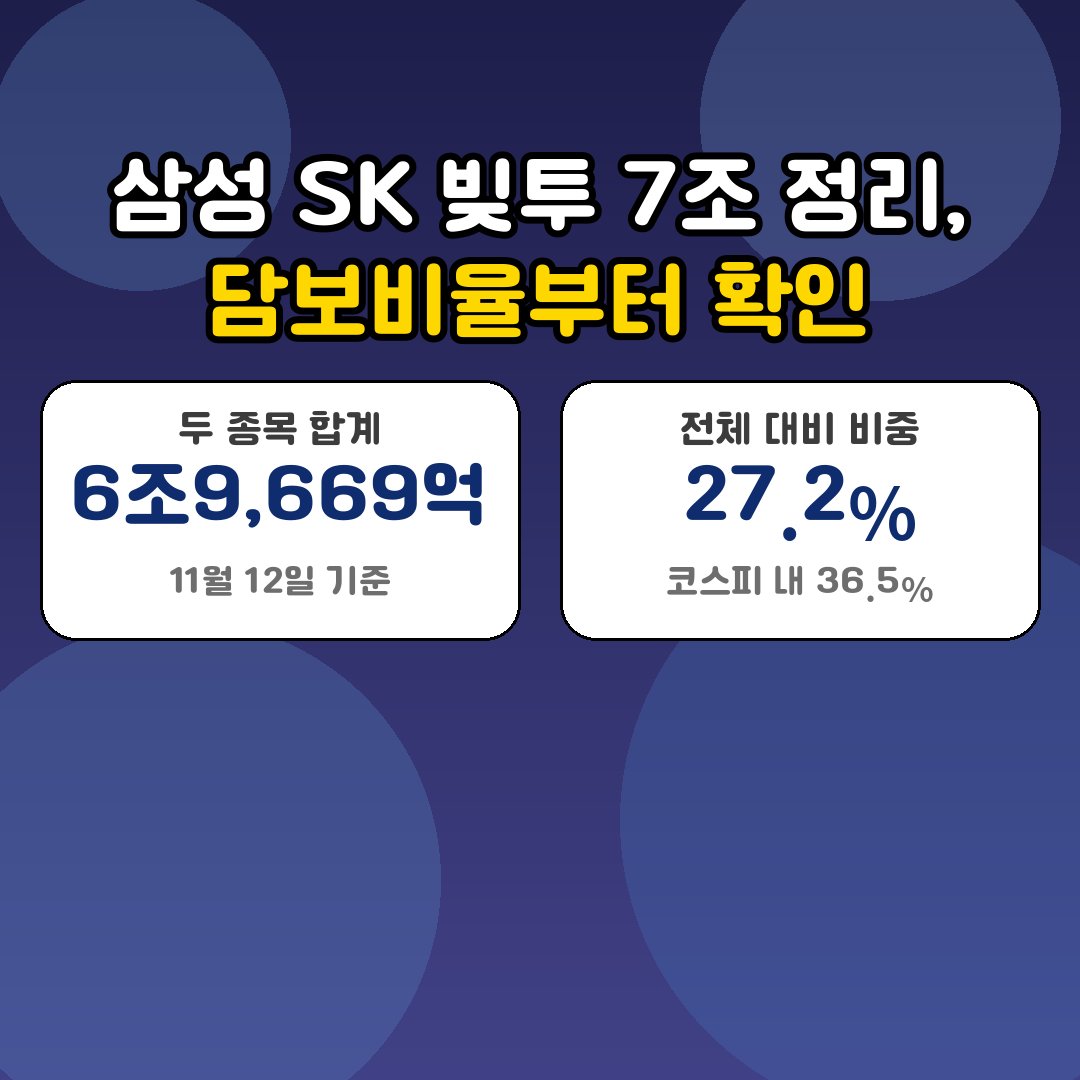 삼성 SK 빚투 7조 정리,
담보비율부터 확인
두 종목 합계
6조9,669억
11월 12일 기준
전체 대비 비중
27.2%
코스피 내 36.5%